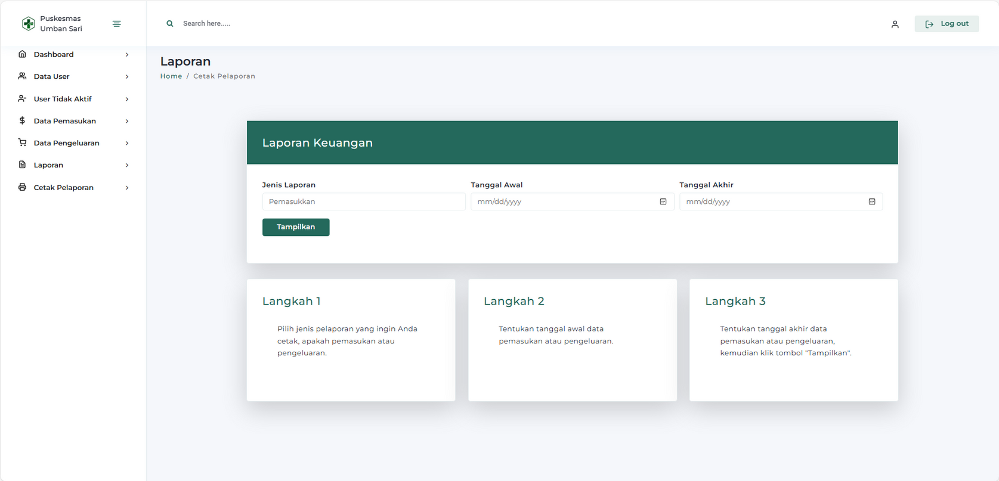 Puskesmas
Umban Sari
Search here.....
Log out
Dashboard
Data User
User Tidak Aktif
Data Pemasukan
Data Pengeluaran
Laporan
Cetak Pelaporan
Laporan
Home / Cetak Pelaporan
Laporan Keuangan
Jenis Laporan
Pemasukkan
Tanggal Awal
mm/dd/yyyy
Tanggal Akhir
mm/dd/yyyy
Tampilkan
Langkah 1
Pilih jenis pelaporan yang ingin Anda
cetak, apakah pemasukan atau
pengeluaran.
Langkah 2
Tentukan tanggal awal data
pemasukan atau pengeluaran.
Langkah 3
Tentukan tanggal akhir data
pemasukan atau pengeluaran,
kemudian klik tombol "Tampilkan".